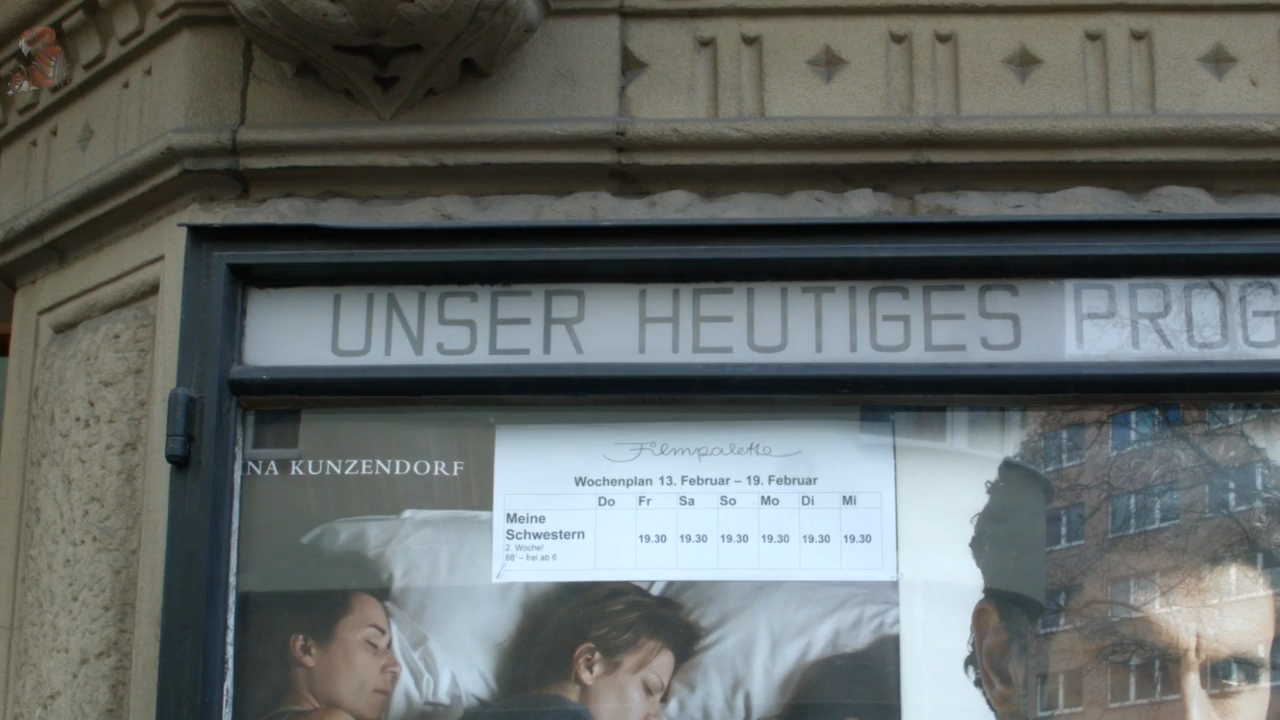 UNSER HEUTIGES PROG
INA KUNZENDORF
Filmpalette
Wochenplan 13. Februar – 19. Februar
Do Fr Sa So Mo Di Mi
Meine
Schwestern 19.30 19.30 19.30 19.30 19.30 19.30
2. Woche!
88' – frei ab 6